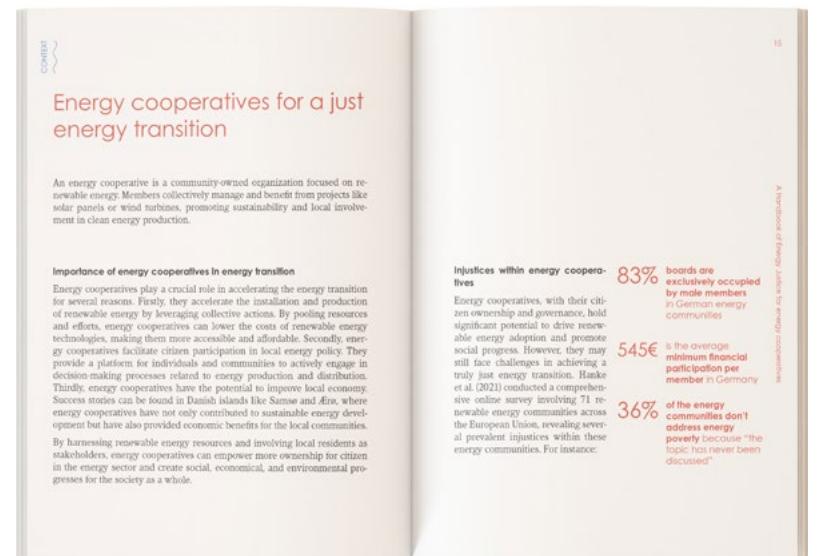 CONTEXT
Energy cooperatives for a just
energy transition
An energy cooperative is a community-owned organization focused on re-
newable energy. Members collectively manage and benefit from projects like
solar panels or wind turbines, promoting sustainability and local involve-
ment in clean energy production.
Importance of energy cooperatives in energy transition
Energy cooperatives play a crucial role in accelerating the energy transition
for several reasons. Firstly, they accelerate the installation and production
of renewable energy by leveraging collective actions. By pooling resources
and efforts, energy cooperatives can lower the costs of renewable energy
technologies, making them more accessible and affordable. Secondly, ener-
gy cooperatives facilitate citizen participation in local energy policy. They
provide a platform for individuals and communities to actively engage in
decision-making processes related to energy production and distribution.
Thirdly, energy cooperatives have the potential to improve local economy.
Success stories can be found in Danish islands like Samsø and Ærø, where
energy cooperatives have not only contributed to sustainable energy devel-
opment but have also provided economic benefits for the local communities.
By harnessing renewable energy resources and involving local residents as
stakeholders, energy cooperatives can empower more ownership for citizen
in the energy sector and create social, economical, and environmental pro-
gresses for the society as a whole.
15
A Handbook of Energy Justice for energy cooperatives
Injustices within energy coopera-
tives
Energy cooperatives, with their citi-
zen ownership and governance, hold
significant potential to drive renew-
able energy adoption and promote
social progress. However, they may
still face challenges in achieving a
truly just energy transition. Hanke
et al. (2021) conducted a comprehen-
sive online survey involving 71 re-
newable energy communities across
the European Union, revealing sever-
al prevalent injustices within these
energy communities. For instance:
83%
boards are
exclusively occupied
by male members
in German energy
communities
545€
is the average
minimum financial
participation per
member in Germany
36%
of the energy
communities don't
address energy
poverty because "the
topic has never been
discussed"